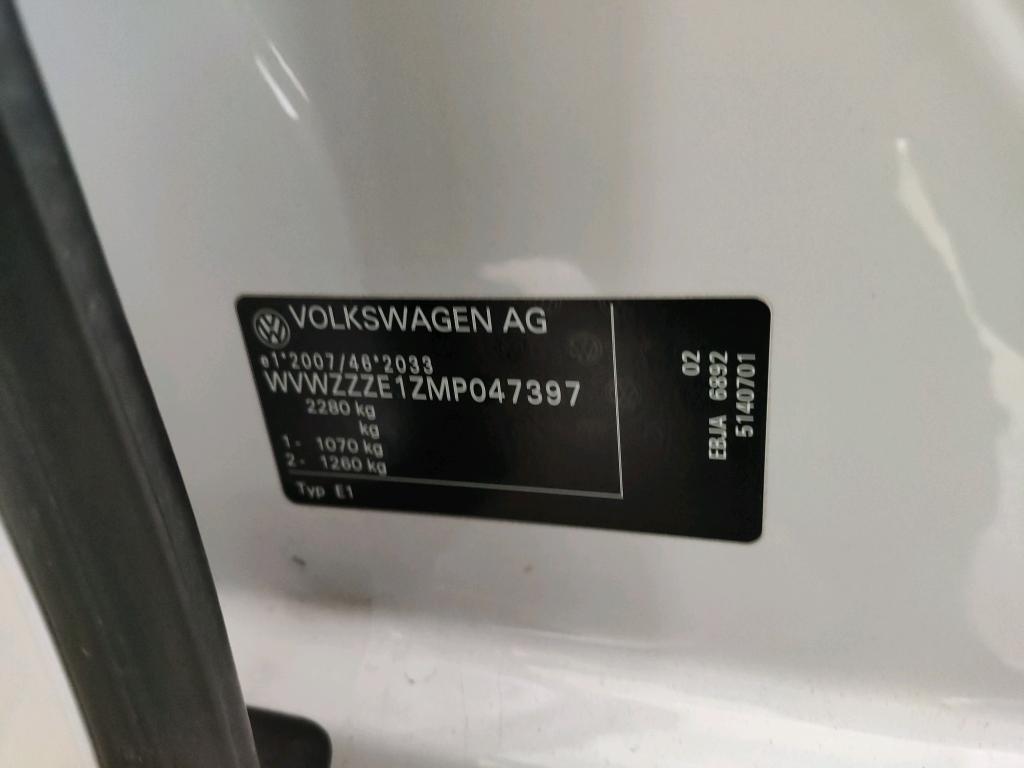 VOLKSWAGEN AG
e1*2007/46*2033
WVWZZZE1ZMP047397
2280 kg
kg
1- 1070 kg
2- 1260 kg
Typ E1
02
EBJA 6892
5140701